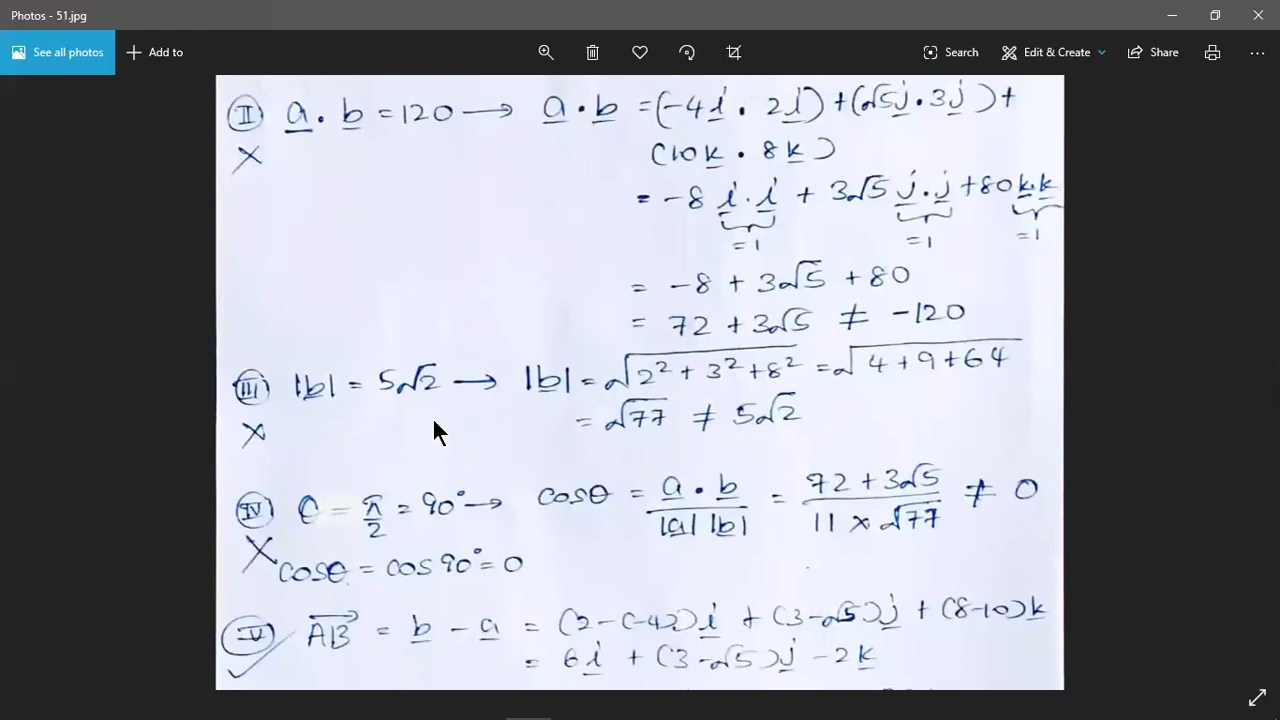 Photos - 51.jpg
See all photos
Add to
Search
Edit & Create
Share
II a . b = 120 → a . b = (-4i . 2i) + (√5j . 3j) +
X
(10k . 8k)
= -8 i . i + 3√5 j . j + 80 k . k
= 1 = 1 = 1
= -8 + 3√5 + 80
= 72 + 3√5 ≠ -120
III |b| = 5√2 → |b| = √2² + 3² + 8² = √4 + 9 + 64
X
= √77 ≠ 5√2
IV θ = π/2 = 90° → cosθ = a . b / |a| |b| = 72 + 3√5 / 11 × √77 ≠ 0
X
cosθ = cos 90° = 0
V AB = b - a = (2-(-4))i + (3-√5)j + (8-10)k
= 6i + (3-√5)j - 2k